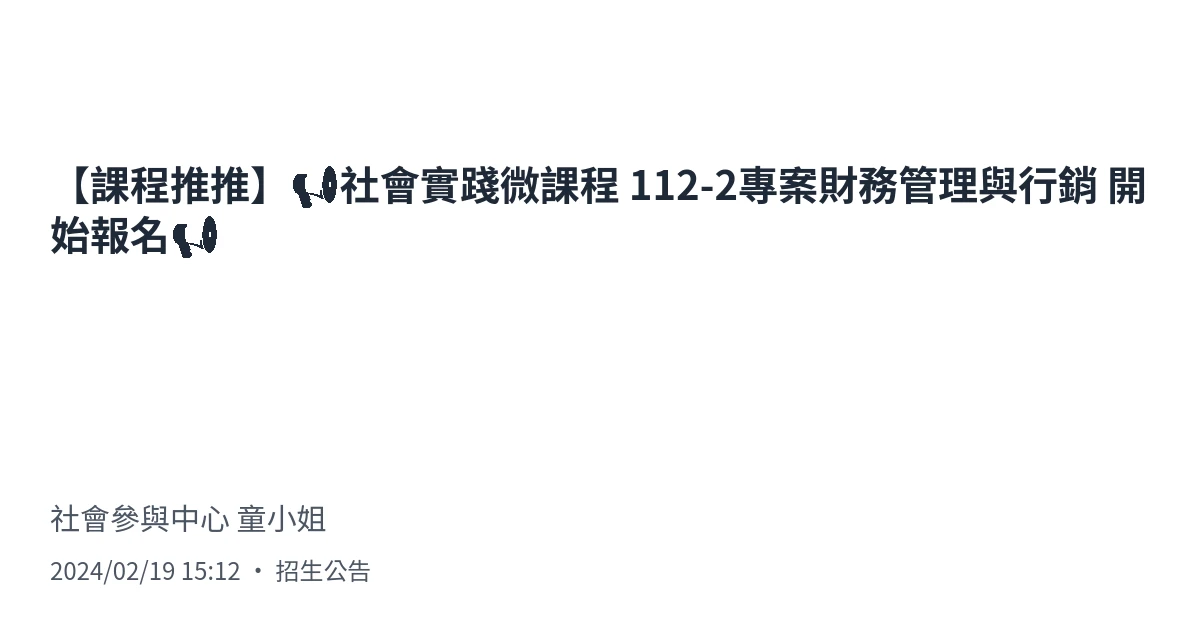 【課程推推】📢社會實踐微課程 112-2專案財務管理與行銷 開
始報名📢
社會參與中心 童小姐
2024/02/19 15:12 ・ 招生公告